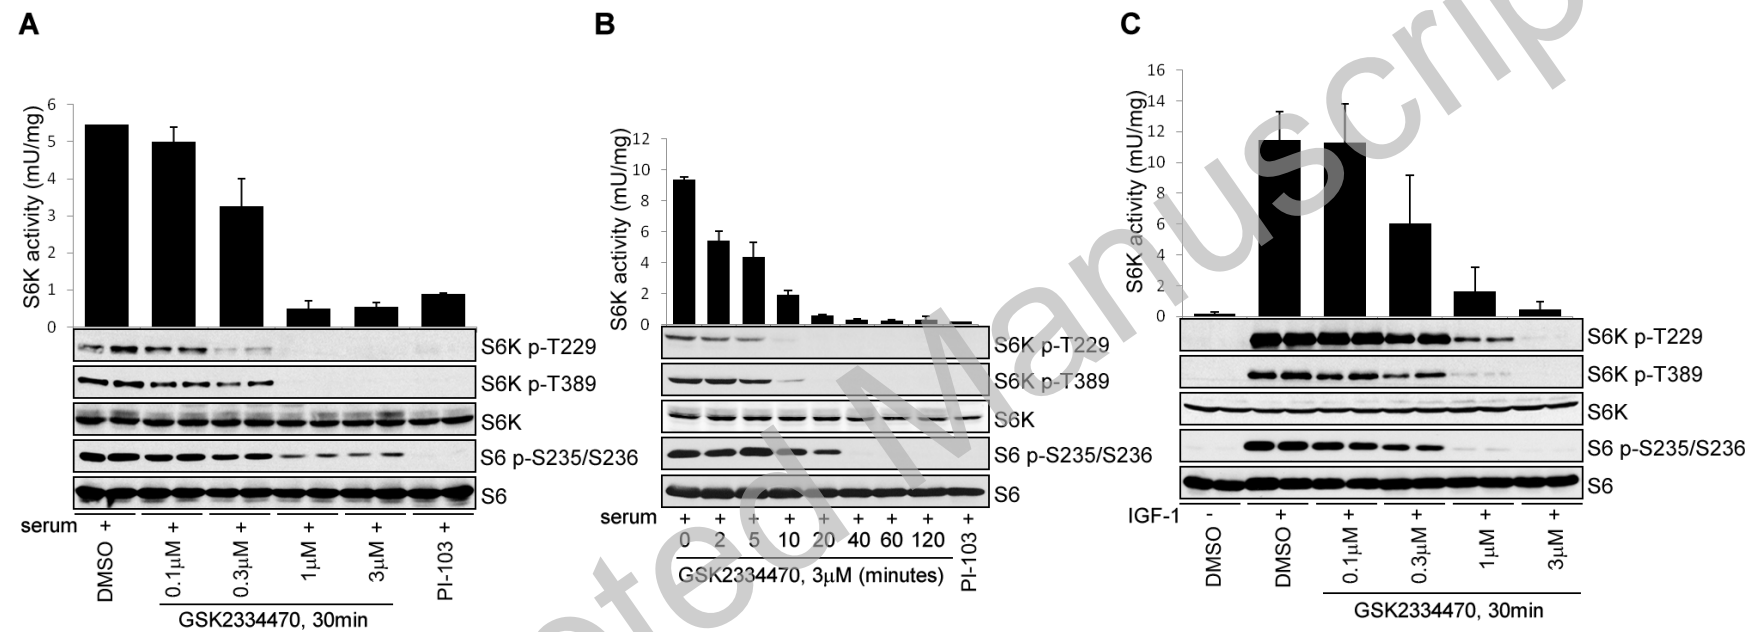 A
S6K activity (mU/mg)
6
5
4
3
2
1
0
S6K p-T229
S6K p-T389
S6K
S6 p-S235/S236
S6
serum + + + + + +
DMSO 0.1µM 0.3µM 1µM 3µM PI-103
GSK2334470, 30min
B
S6K activity (mU/mg)
12
10
8
6
4
2
0
S6K p-T229
S6K p-T389
S6K
S6 p-S235/S236
S6
serum + + + + + + + + +
0 2 5 10 20 40 60 120 PI-103
GSK2334470, 3µM (minutes)
C
S6K activity (mU/mg)
16
14
12
10
8
6
4
2
0
S6K p-T229
S6K p-T389
S6K
S6 p-S235/S236
S6
IGF-1 - + + + + +
DMSO DMSO 0.1µM 0.3µM 1µM 3µM
GSK2334470, 30min
Manuscrip